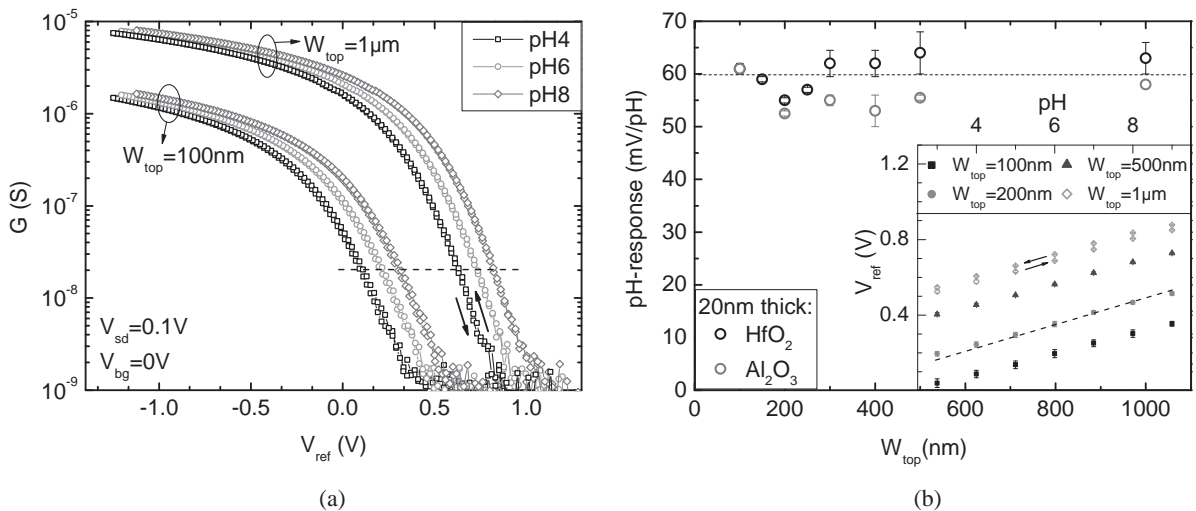 10⁻⁵
10⁻⁶
10⁻⁷
10⁻⁸
10⁻⁹
G (S)
W_top=1μm
W_top=100nm
pH4
pH6
pH8
V_sd=0.1V
V_bg=0V
-1.0 -0.5 0.0 0.5 1.0
V_ref (V)
(a)
70
60
50
40
30
20
10
0
pH-response (mV/pH)
20nm thick:
HfO₂
Al₂O₃
pH
4 6 8
1.2
0.8
0.4
V_ref (V)
W_top=100nm W_top=500nm
W_top=200nm W_top=1μm
0 200 400 600 800 1000
W_top(nm)
(b)